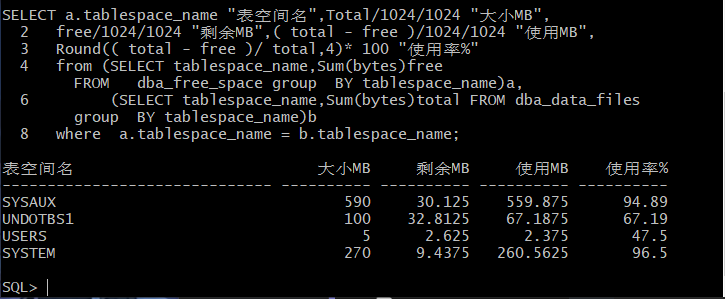 SELECT a.tablespace_name "表空间名",Total/1024/1024 "大小MB",
2 free/1024/1024 "剩余MB",( total - free )/1024/1024 "使用MB",
3 Round(( total - free )/ total,4)* 100 "使用率%"
4 from (SELECT tablespace_name,Sum(bytes)free
FROM dba_free_space group BY tablespace_name)a,
6 (SELECT tablespace_name,Sum(bytes)total FROM dba_data_files
group BY tablespace_name)b
8 where a.tablespace_name = b.tablespace_name;
表空间名 大小MB 剩余MB 使用MB 使用率%
------------------------------ ---------- ---------- ---------- ----------
SYSAUX 590 30.125 559.875 94.89
UNDOTBS1 100 32.8125 67.1875 67.19
USERS 5 2.625 2.375 47.5
SYSTEM 270 9.4375 260.5625 96.5
SQL>